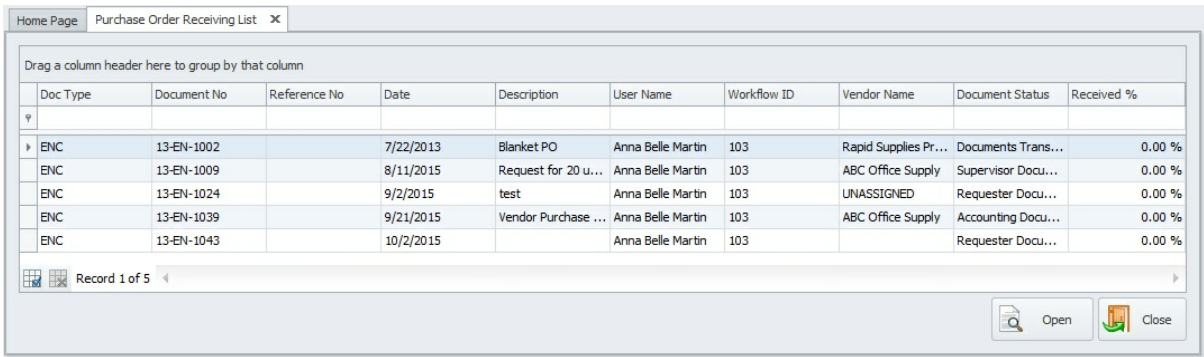 Home Page Purchase Order Receiving List X
Drag a column header here to group by that column
Doc Type Document No Reference No Date Description User Name Workflow ID Vendor Name Document Status Received %
ENC 13-EN-1002 7/22/2013 Blanket PO Anna Belle Martin 103 Rapid Supplies Pr... Documents Trans... 0.00 %
ENC 13-EN-1009 8/11/2015 Request for 20 u... Anna Belle Martin 103 ABC Office Supply Supervisor Docu... 0.00 %
ENC 13-EN-1024 9/2/2015 test Anna Belle Martin 103 UNASSIGNED Requester Docu... 0.00 %
ENC 13-EN-1039 9/21/2015 Vendor Purchase ... Anna Belle Martin 103 ABC Office Supply Accounting Docu... 0.00 %
ENC 13-EN-1043 10/2/2015 Anna Belle Martin 103 Requester Docu... 0.00 %
Record 1 of 5
Open Close